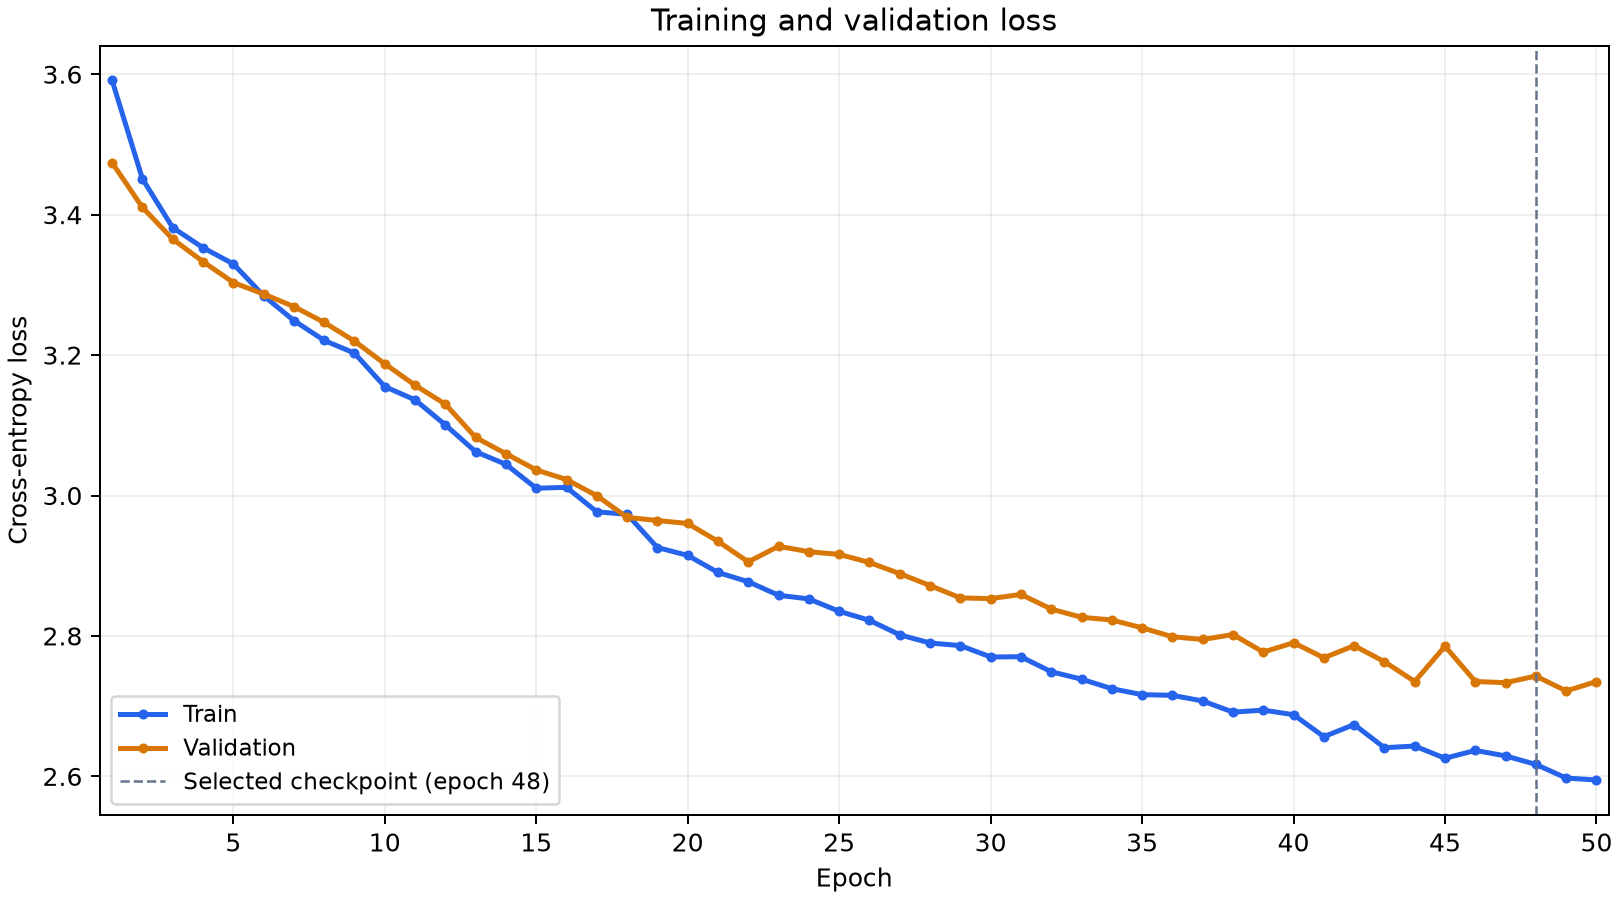 Training and validation loss
3.6
3.4
3.2
3.0
2.8
2.6
Cross-entropy loss
Train
Validation
Selected checkpoint (epoch 48)
5 10 15 20 25 30 35 40 45 50
Epoch